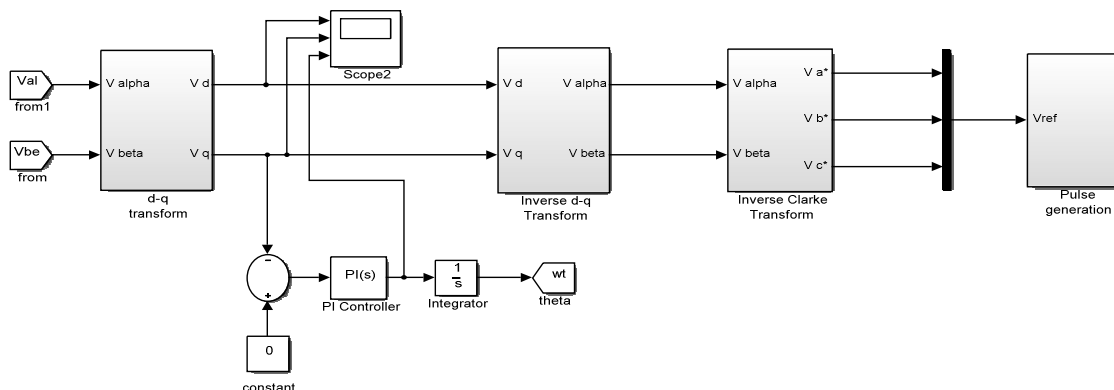 Scope2
Val
from1
Vbe
from
V alpha
V beta
V d
V q
d-q
transform
V d
V q
V alpha
V beta
Inverse d-q
Transform
V alpha
V beta
V a*
V b*
V c*
Inverse Clarke
Transform
Vref
Pulse
generation
-
+
PI(s)
PI Controller
1
s
Integrator
wt
theta
0
constant